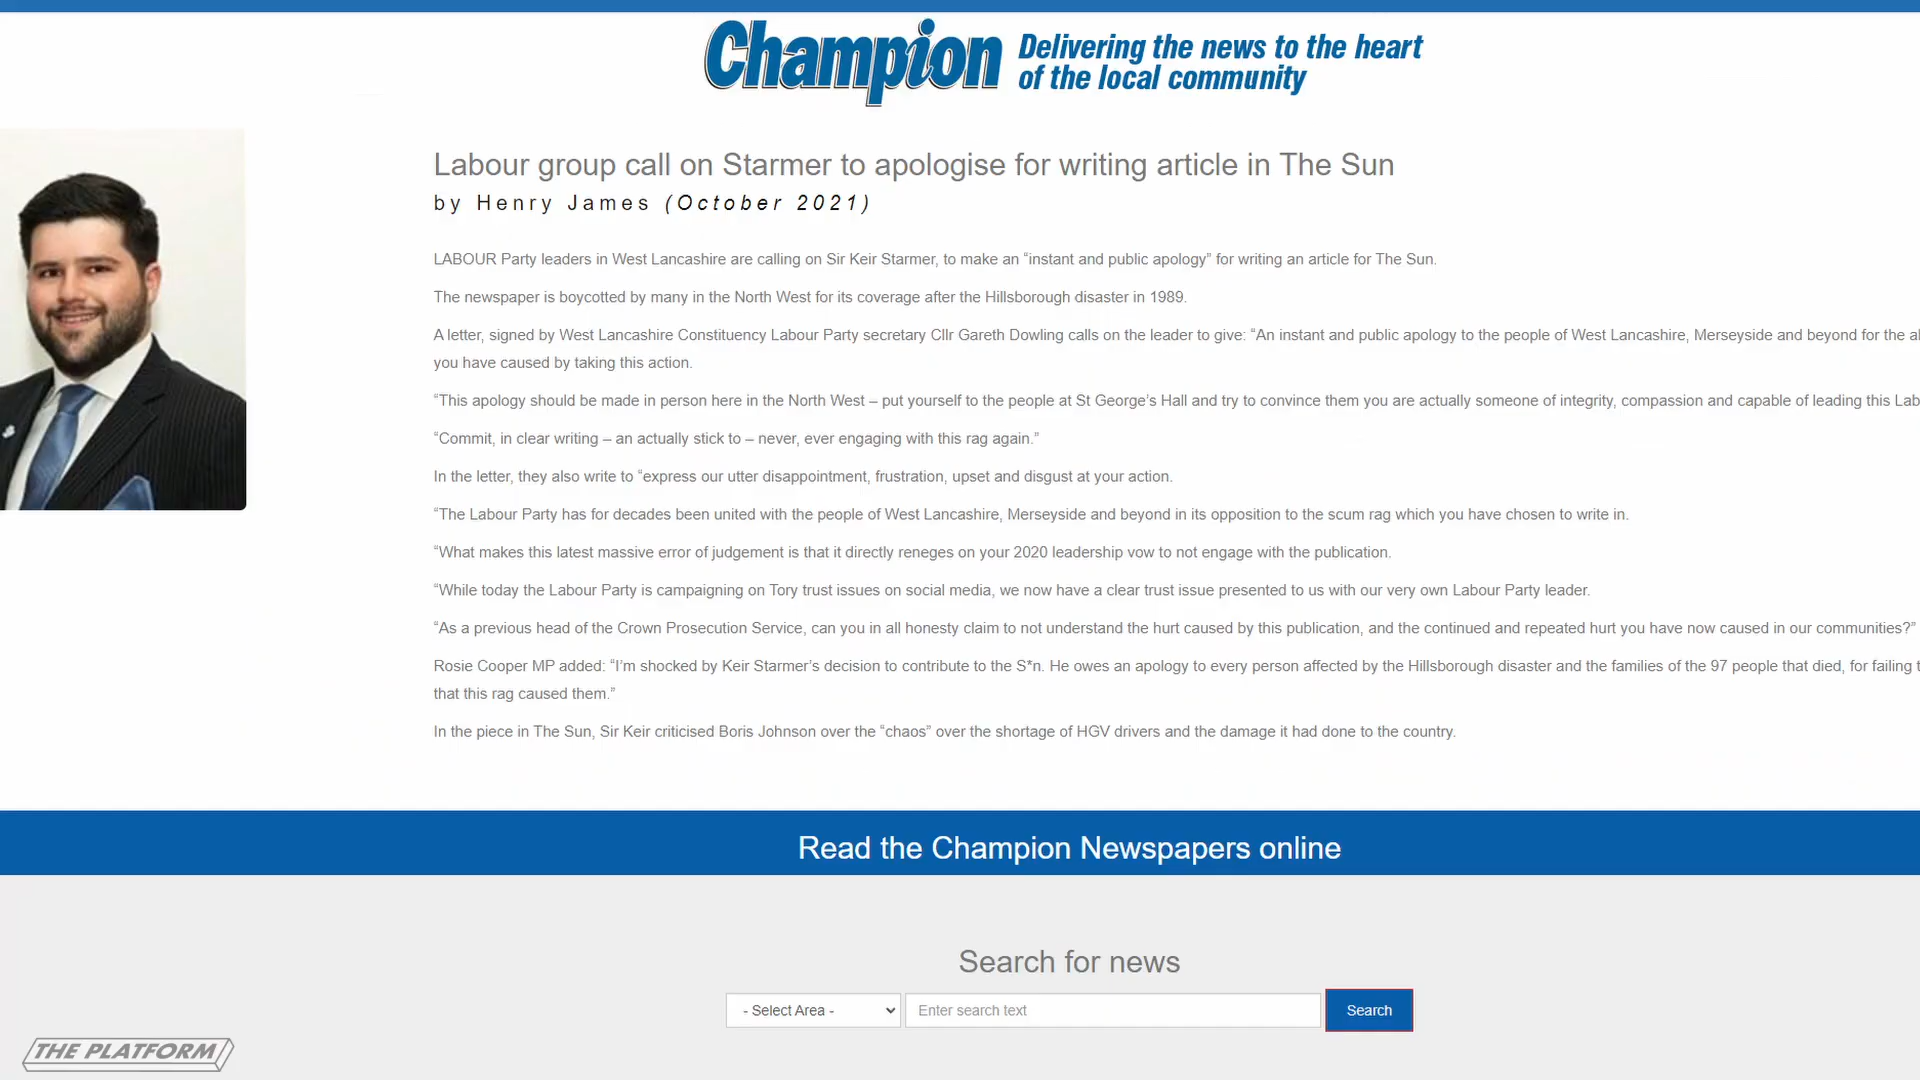 Champion
Delivering the news to the heart
of the local community
Labour group call on Starmer to apologise for writing article in The Sun
by Henry James (October 2021)
LABOUR Party leaders in West Lancashire are calling on Sir Keir Starmer, to make an “instant and public apology” for writing an article for The Sun.
The newspaper is boycotted by many in the North West for its coverage after the Hillsborough disaster in 1989.
A letter, signed by West Lancashire Constituency Labour Party secretary Cllr Gareth Dowling calls on the leader to give: “An instant and public apology to the people of West Lancashire, Merseyside and beyond for the
you have caused by taking this action.
“This apology should be made in person here in the North West – put yourself to the people at St George’s Hall and try to convince them you are actually someone of integrity, compassion and capable of leading this Lab
“Commit, in clear writing – an actually stick to – never, ever engaging with this rag again.”
In the letter, they also write to “express our utter disappointment, frustration, upset and disgust at your action.
“The Labour Party has for decades been united with the people of West Lancashire, Merseyside and beyond in its opposition to the scum rag which you have chosen to write in.
“What makes this latest massive error of judgement is that it directly reneges on your 2020 leadership vow to not engage with the publication.
“While today the Labour Party is campaigning on Tory trust issues on social media, we now have a clear trust issue presented to us with our very own Labour Party leader.
“As a previous head of the Crown Prosecution Service, can you in all honesty claim to not understand the hurt caused by this publication, and the continued and repeated hurt you have now caused in our communities?”
Rosie Cooper MP added: “I’m shocked by Keir Starmer’s decision to contribute to the S*n. He owes an apology to every person affected by the Hillsborough disaster and the families of the 97 people that died, for failing
that this rag caused them.”
In the piece in The Sun, Sir Keir criticised Boris Johnson over the “chaos” over the shortage of HGV drivers and the damage it had done to the country.
Read the Champion Newspapers online
Search for news
- Select Area -
Enter search text
Search
THE PLATFORM